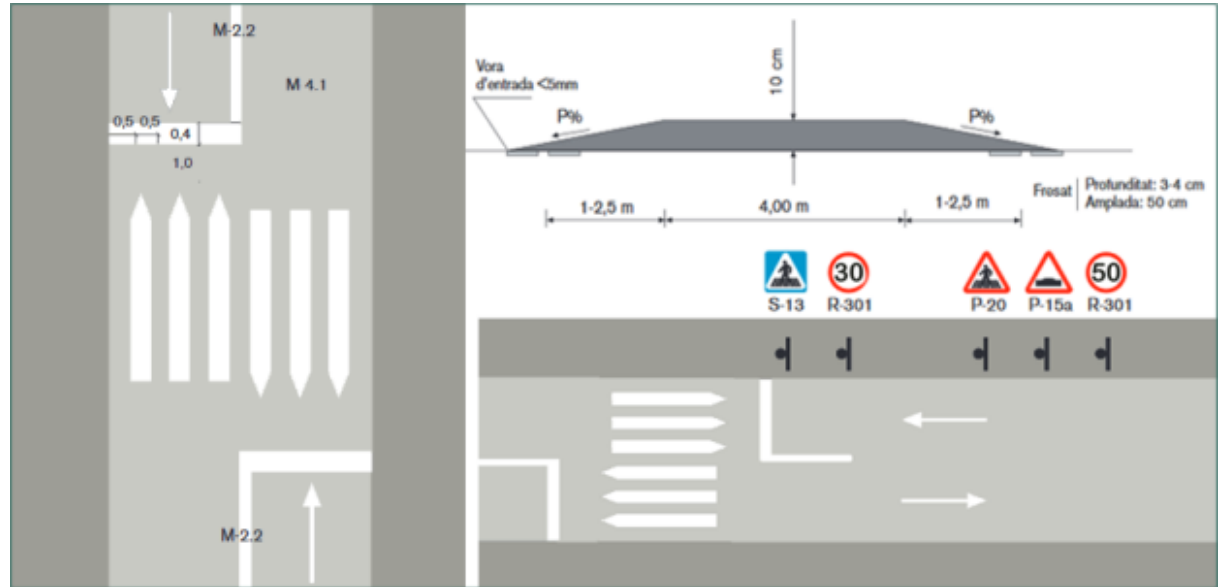 M-2.2
M 4.1
0,5 0,5
0,4
1,0
M-2.2
Vora
d'entrada <5mm
P%
10 cm
P%
1-2,5 m
4,00 m
1-2,5 m
Fresat
Profunditat: 3-4 cm
Amplada: 50 cm
30
50
S-13
R-301
P-20
P-15a
R-301